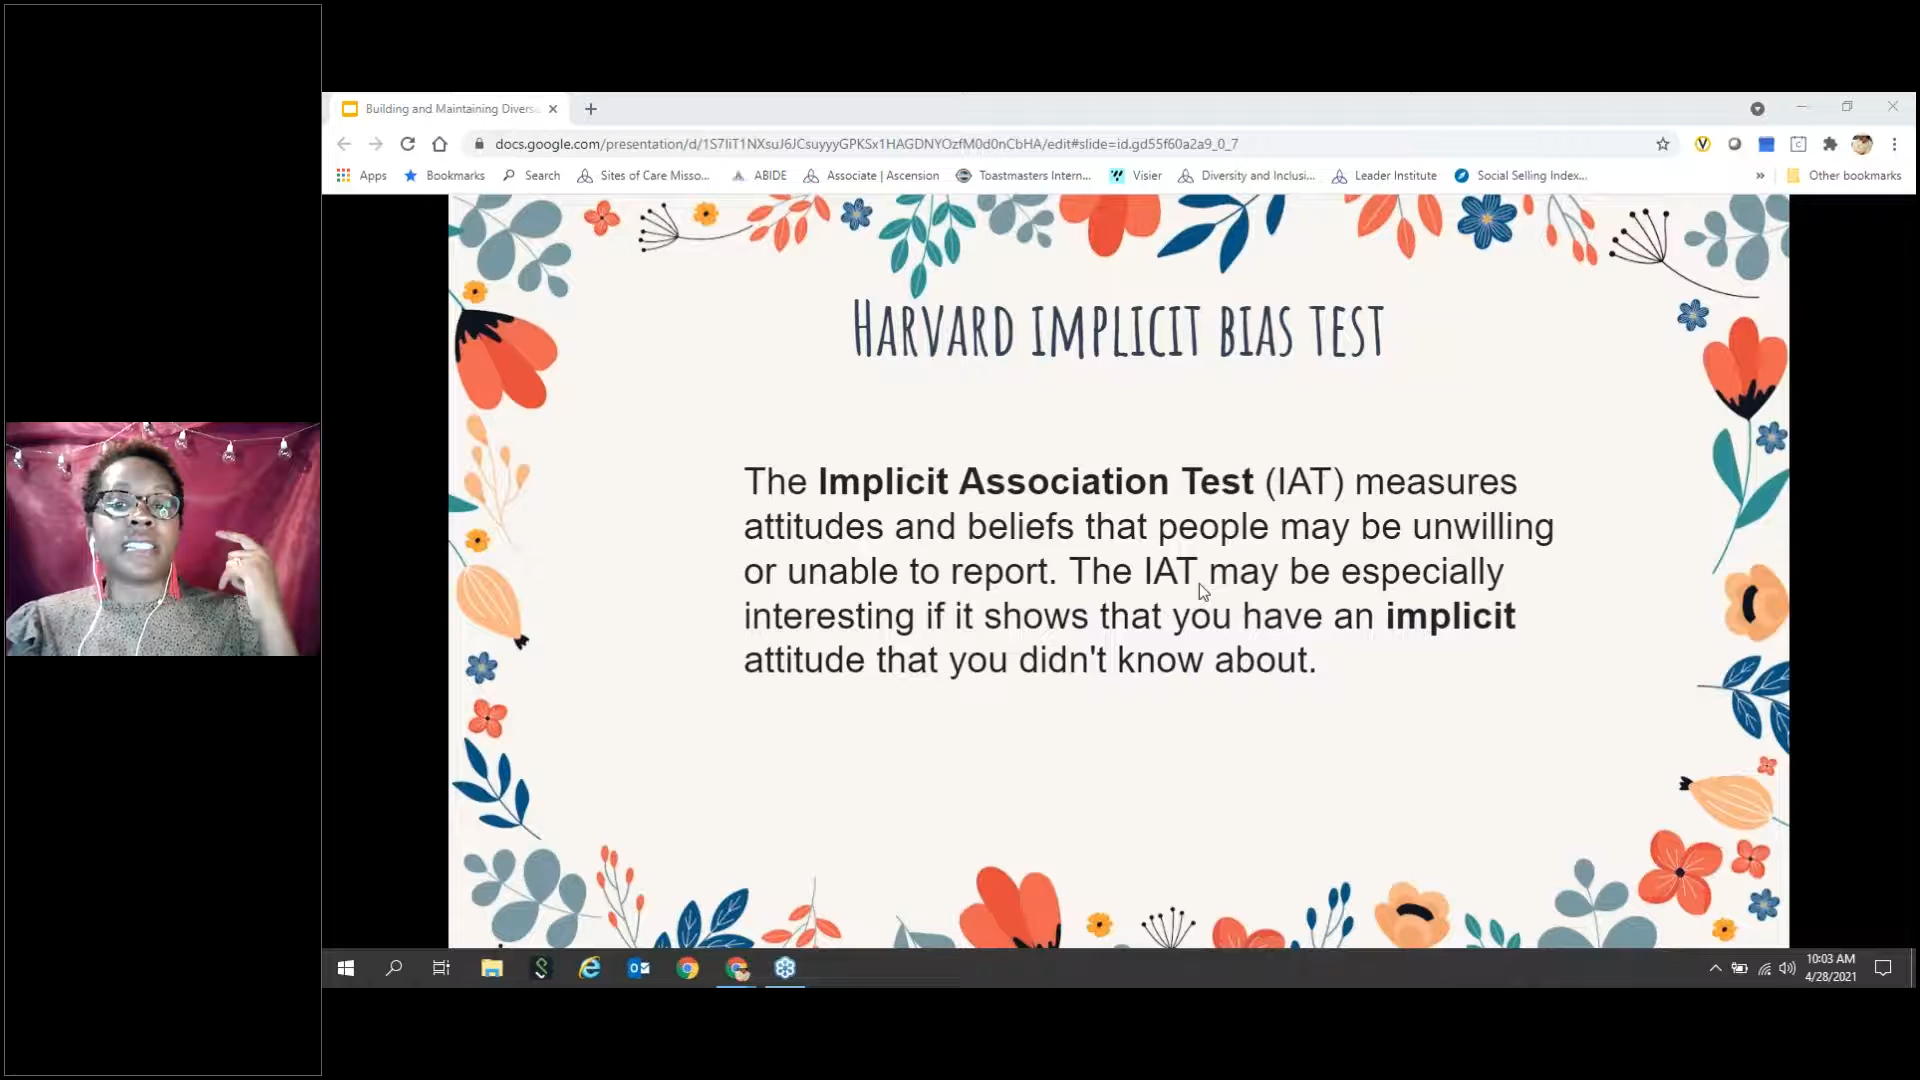 Building and Maintaining Divers
docs.google.com/presentation/d/1S7IiT1NXsuJ6JCsuyyyGPKSx1HAGDNYOzfM0d0nCbHA/edit#slide=id.gd55f60a2a9_0_7
Apps Bookmarks Search Sites of Care Misso... ABIDE Associate | Ascension Toastmasters Intern... Visier Diversity and Inclusi... Leader Institute Social Selling Index... » Other bookmarks
HARVARD IMPLICIT BIAS TEST
The Implicit Association Test (IAT) measures
attitudes and beliefs that people may be unwilling
or unable to report. The IAT may be especially
interesting if it shows that you have an implicit
attitude that you didn't know about.
10:03 AM
4/28/2021